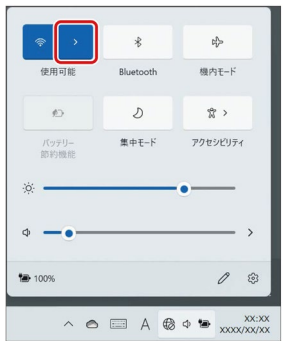 使用可能
Bluetooth
機内モード
バッテリー
節約機能
集中モード
アクセシビリティ
100%
A
XX:XX
XXXX/XX/XX